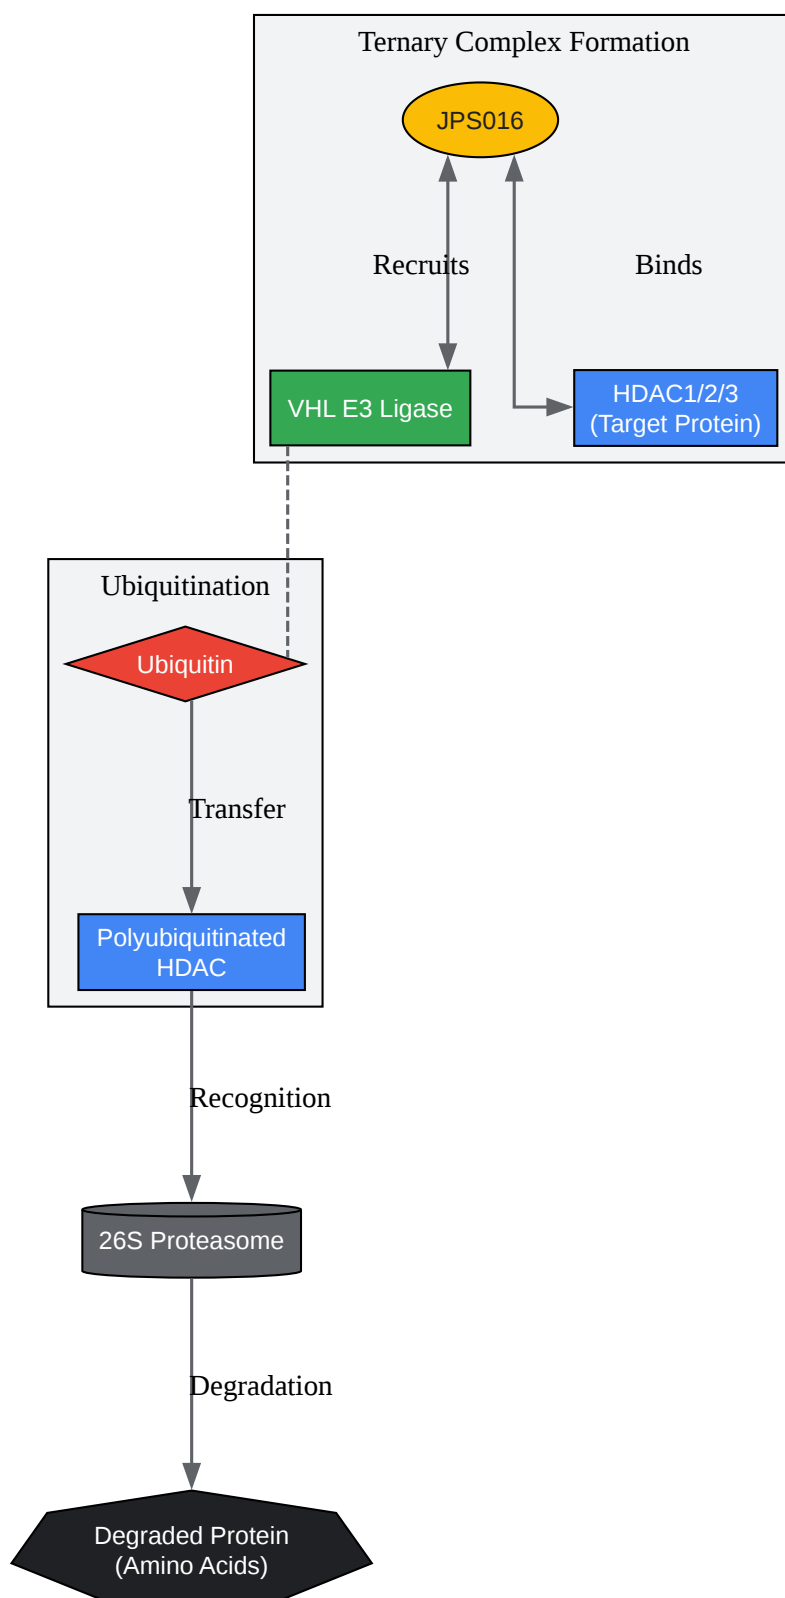 Ternary Complex Formation
JPS016
Recruits
Binds
VHL E3 Ligase
HDAC1/2/3
(Target Protein)
Ubiquitination
Ubiquitin
Transfer
Polyubiquitinated
HDAC
Recognition
26S Proteasome
Degradation
Degraded Protein
(Amino Acids)